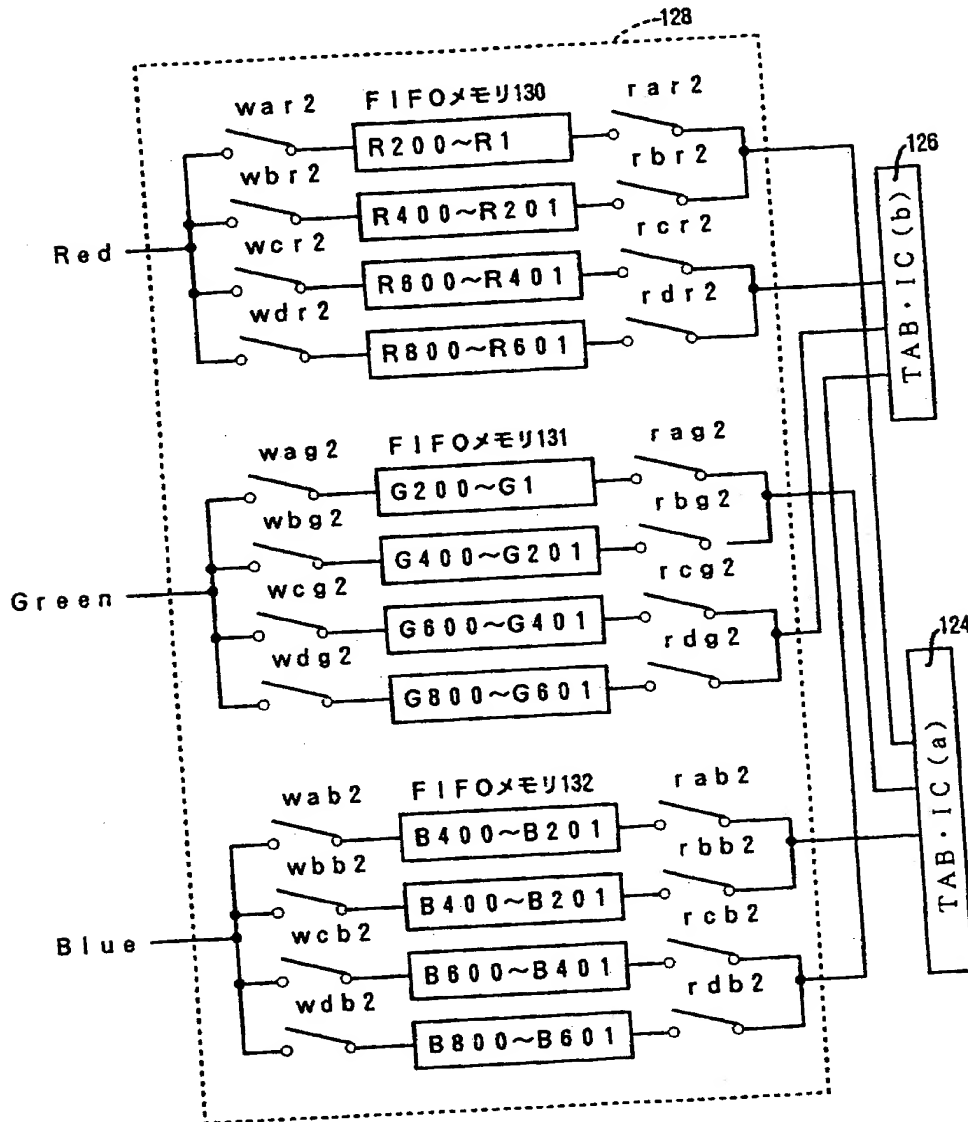 128
war2 FIFOメモリ130 rar2
R200～R1
wbr2 rbr2
R400～R201
wcr2 rcr2
Red
R600～R401
wdr2 rdr2
R800～R601
126
TAB・IC(b)
wag2 FIFOメモリ131 rag2
G200～G1
wbg2 rbg2
G400～G201
wcg2 rcg2
Green
G600～G401
wdg2 rdg2
G800～G601
124
TAB・IC(a)
wab2 FIFOメモリ132 rab2
B400～B201
wbb2 rbb2
B400～B201
wcb2 rcb2
Blue
B600～B401
wdb2 rdb2
B800～B601